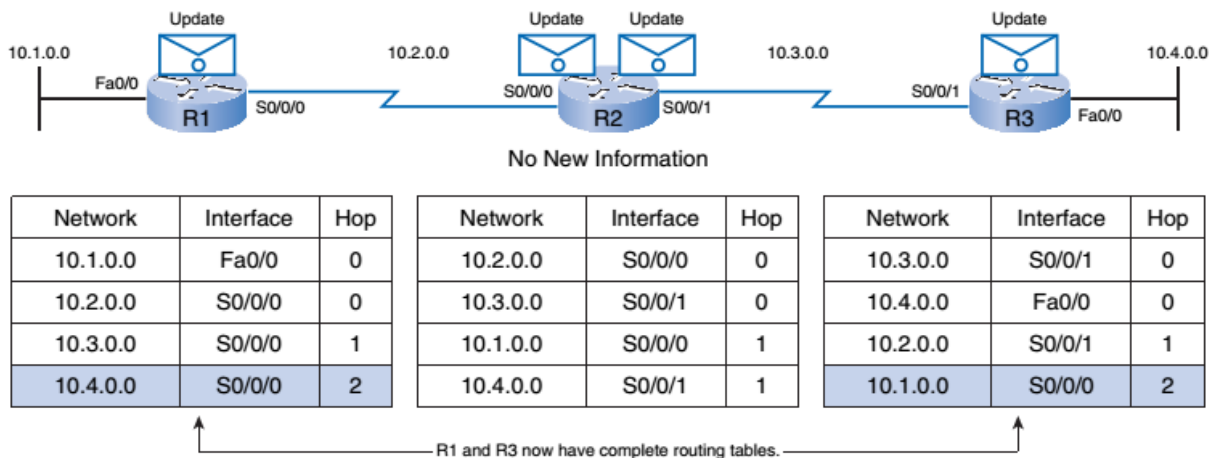 Update Update Update Update
10.1.0.0 10.2.0.0 10.3.0.0 10.4.0.0
Fa0/0 S0/0/0 S0/0/0 S0/0/1 S0/0/1 Fa0/0
R1 R2 R3
No New Information
Network Interface Hop Network Interface Hop Network Interface Hop
10.1.0.0 Fa0/0 0 10.2.0.0 S0/0/0 0 10.3.0.0 S0/0/1 0
10.2.0.0 S0/0/0 0 10.3.0.0 S0/0/1 0 10.4.0.0 Fa0/0 0
10.3.0.0 S0/0/0 1 10.1.0.0 S0/0/0 1 10.2.0.0 S0/0/1 1
10.4.0.0 S0/0/0 2 10.4.0.0 S0/0/1 1 10.1.0.0 S0/0/0 2
R1 and R3 now have complete routing tables.